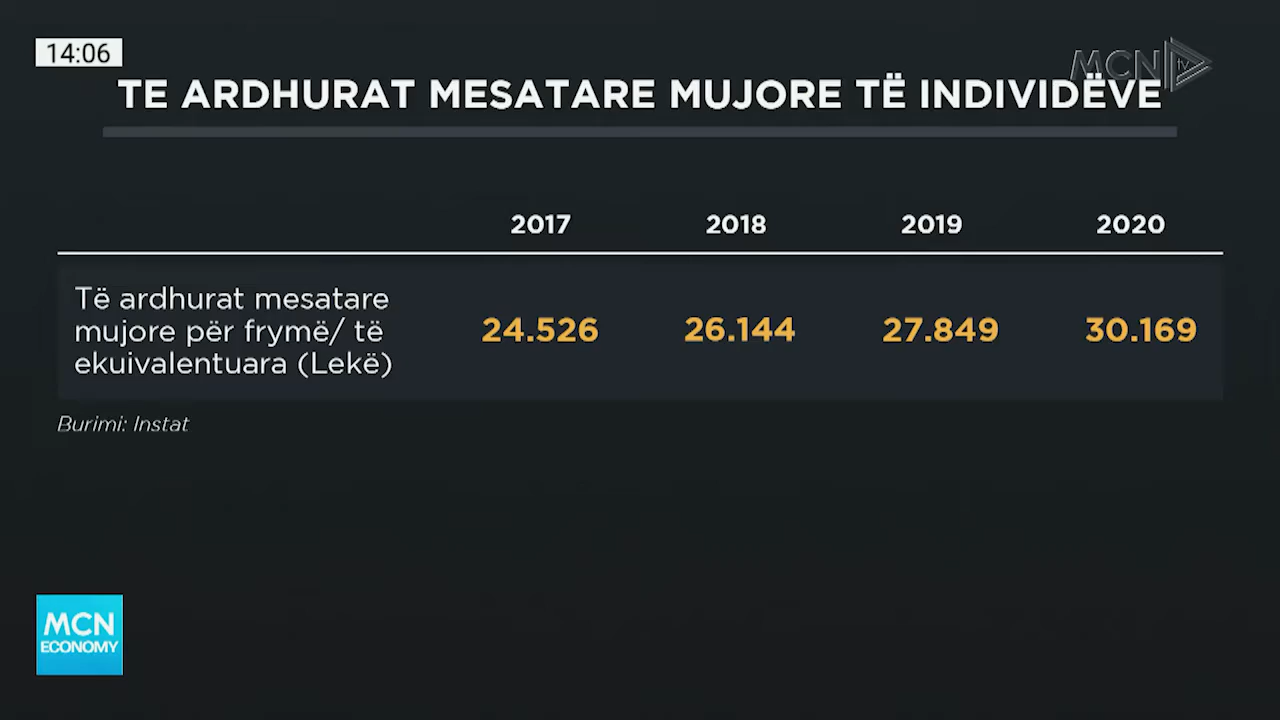 14:06
MCN tv
TE ARDHURAT MESATARE MUJORE TË INDIVIDËVE
2017 2018 2019 2020
Të ardhurat mesatare
mujore për frymë/ të
ekuivalentuara (Lekë)
24.526 26.144 27.849 30.169
Burimi: Instat
MCN
ECONOMY